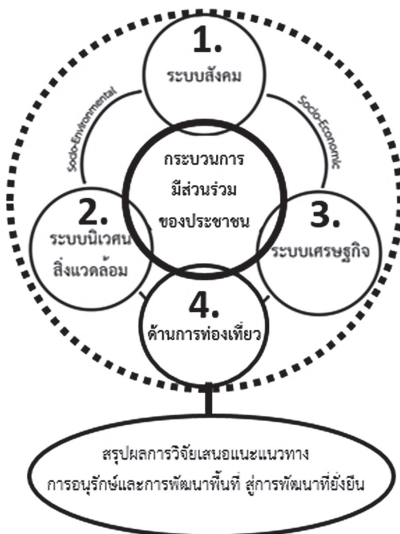 1.
ระบบสังคม
Socio-Environmental
Socio-Economic
กระบวนการ
มีส่วนร่วม
ของประชาชน
2.
ระบบนิเวศน
สิ่งแวดล้อม
3.
ระบบเศรษฐกิจ
4.
ด้านการท่องเที่ยว
สรุปผลการวิจัยเสนอแนะแนวทาง
การอนุรักษ์และการพัฒนาพื้นที่ สู่การพัฒนาที่ยั่งยืน